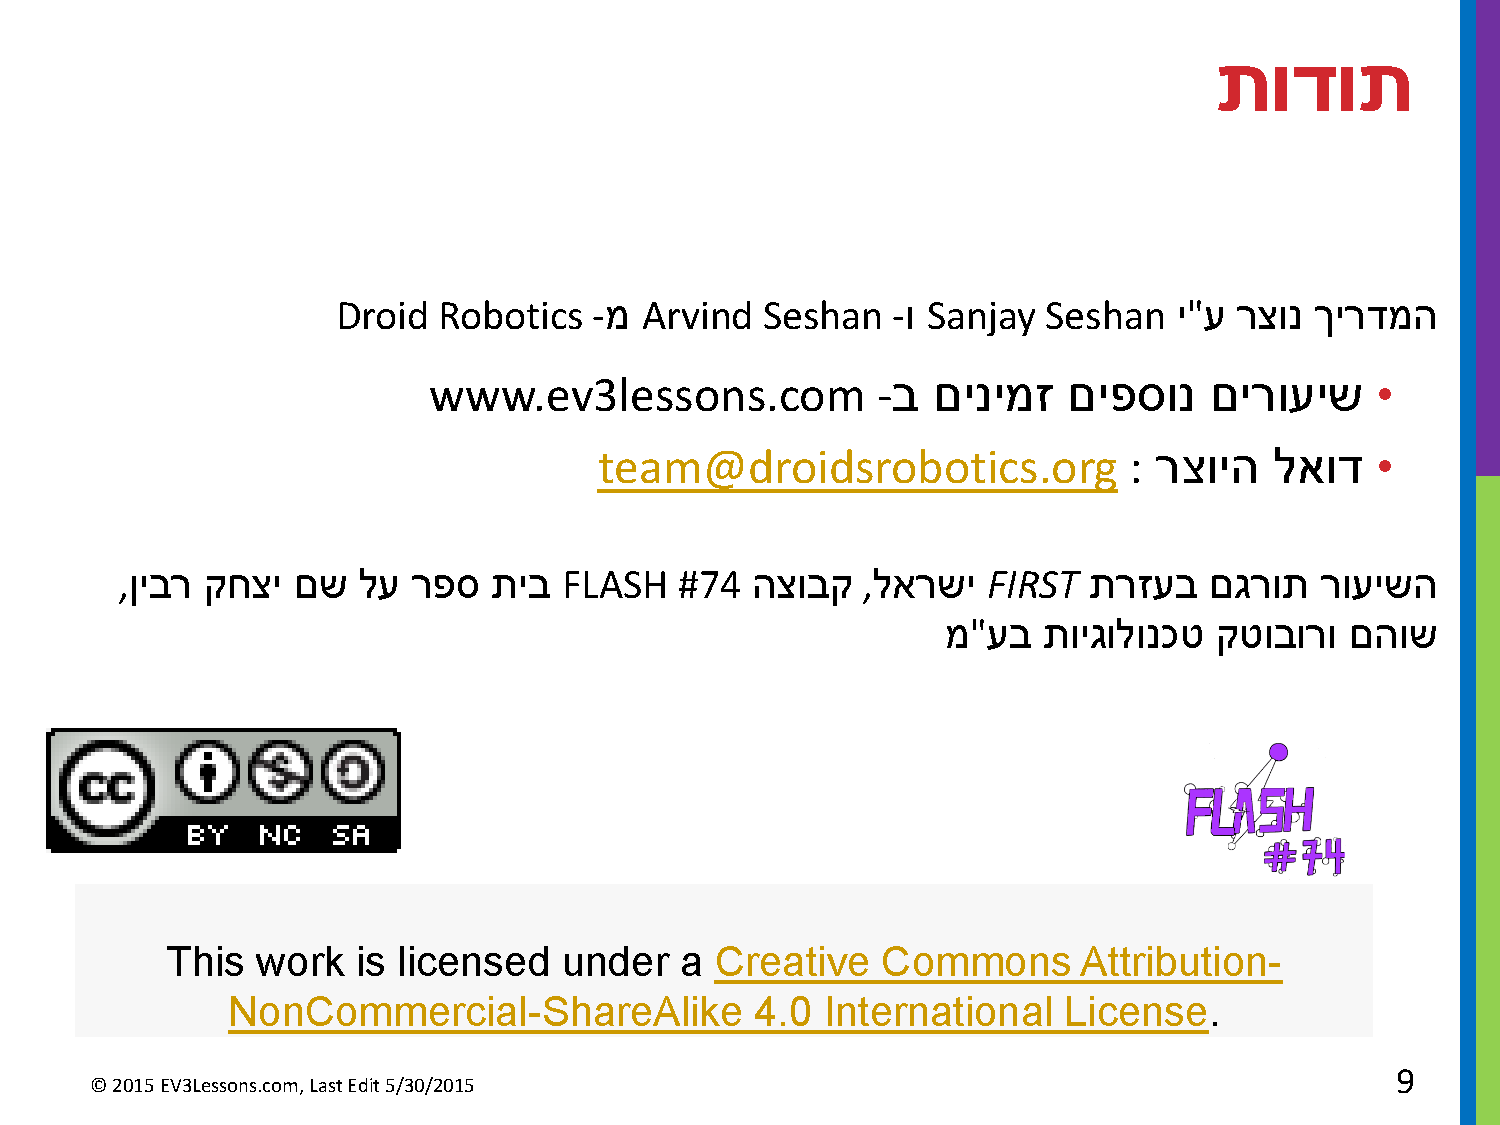 תודות
המדריך נוצר ע"י Sanjay Seshan ו- Arvind Seshan מ- Droid Robotics
• שיעורים נוספים זמינים ב- www.ev3lessons.com
• דואל היוצר : team@droidsrobotics.org
השיעור תורגם בעזרת FIRST ישראל, קבוצה FLASH #74 בית ספר על שם יצחק רבין,
שוהם ורובוטק טכנולוגיות בע"מ
cc BY NC SA
FLASH
#74
This work is licensed under a Creative Commons Attribution-
NonCommercial-ShareAlike 4.0 International License.
© 2015 EV3Lessons.com, Last Edit 5/30/2015
9